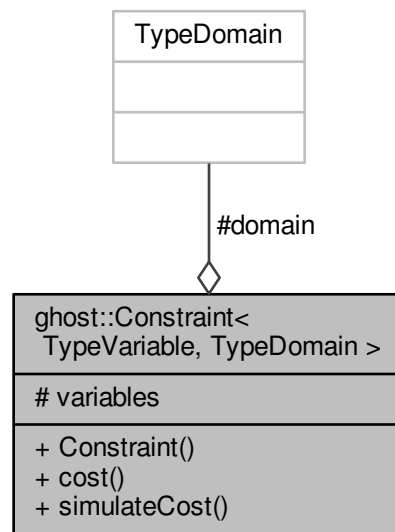 TypeDomain
#domain
ghost::Constraint<
TypeVariable, TypeDomain >
# variables
+ Constraint()
+ cost()
+ simulateCost()